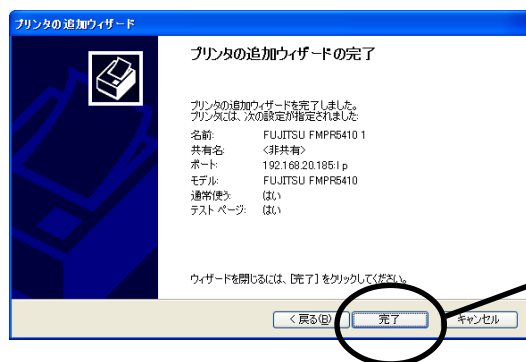 プリンタの追加ウィザード
プリンタの追加ウィザードの完了
プリンタの追加ウィザードを完了しました。
プリンタには、次の設定が指定されました:
名前: FUJITSU FMPR5410 1
共有名: <非共有>
ポート: 192.168.20.185:lp
モデル: FUJITSU FMPR5410
通常使う: はい
テスト ページ: はい
ウィザードを閉じるには、[完了] をクリックしてください。
< 戻る(B) 完了 キャンセル